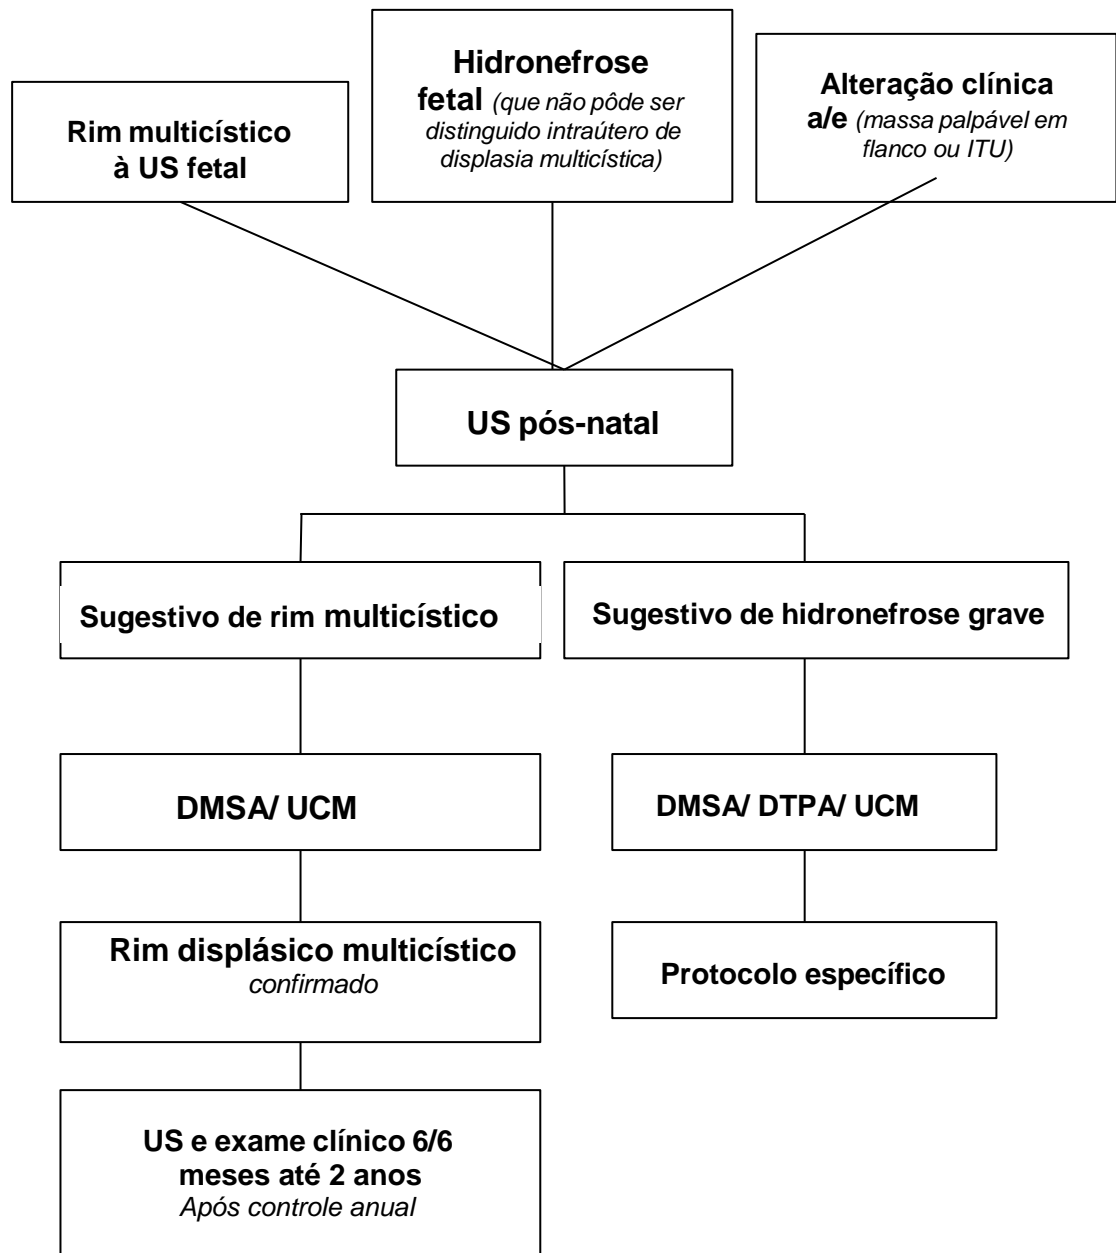 Rim multicístico
à US fetal
Hidronefrose
fetal (que não pôde ser
distinguido intraútero de
displasia multicística)
Alteração clínica
a/e (massa palpável em
flanco ou ITU)
US pós-natal
Sugestivo de rim multicístico
Sugestivo de hidronefrose grave
DMSA/ UCM
DMSA/ DTPA/ UCM
Rim displásico multicístico
confirmado
Protocolo específico
US e exame clínico 6/6
meses até 2 anos
Após controle anual